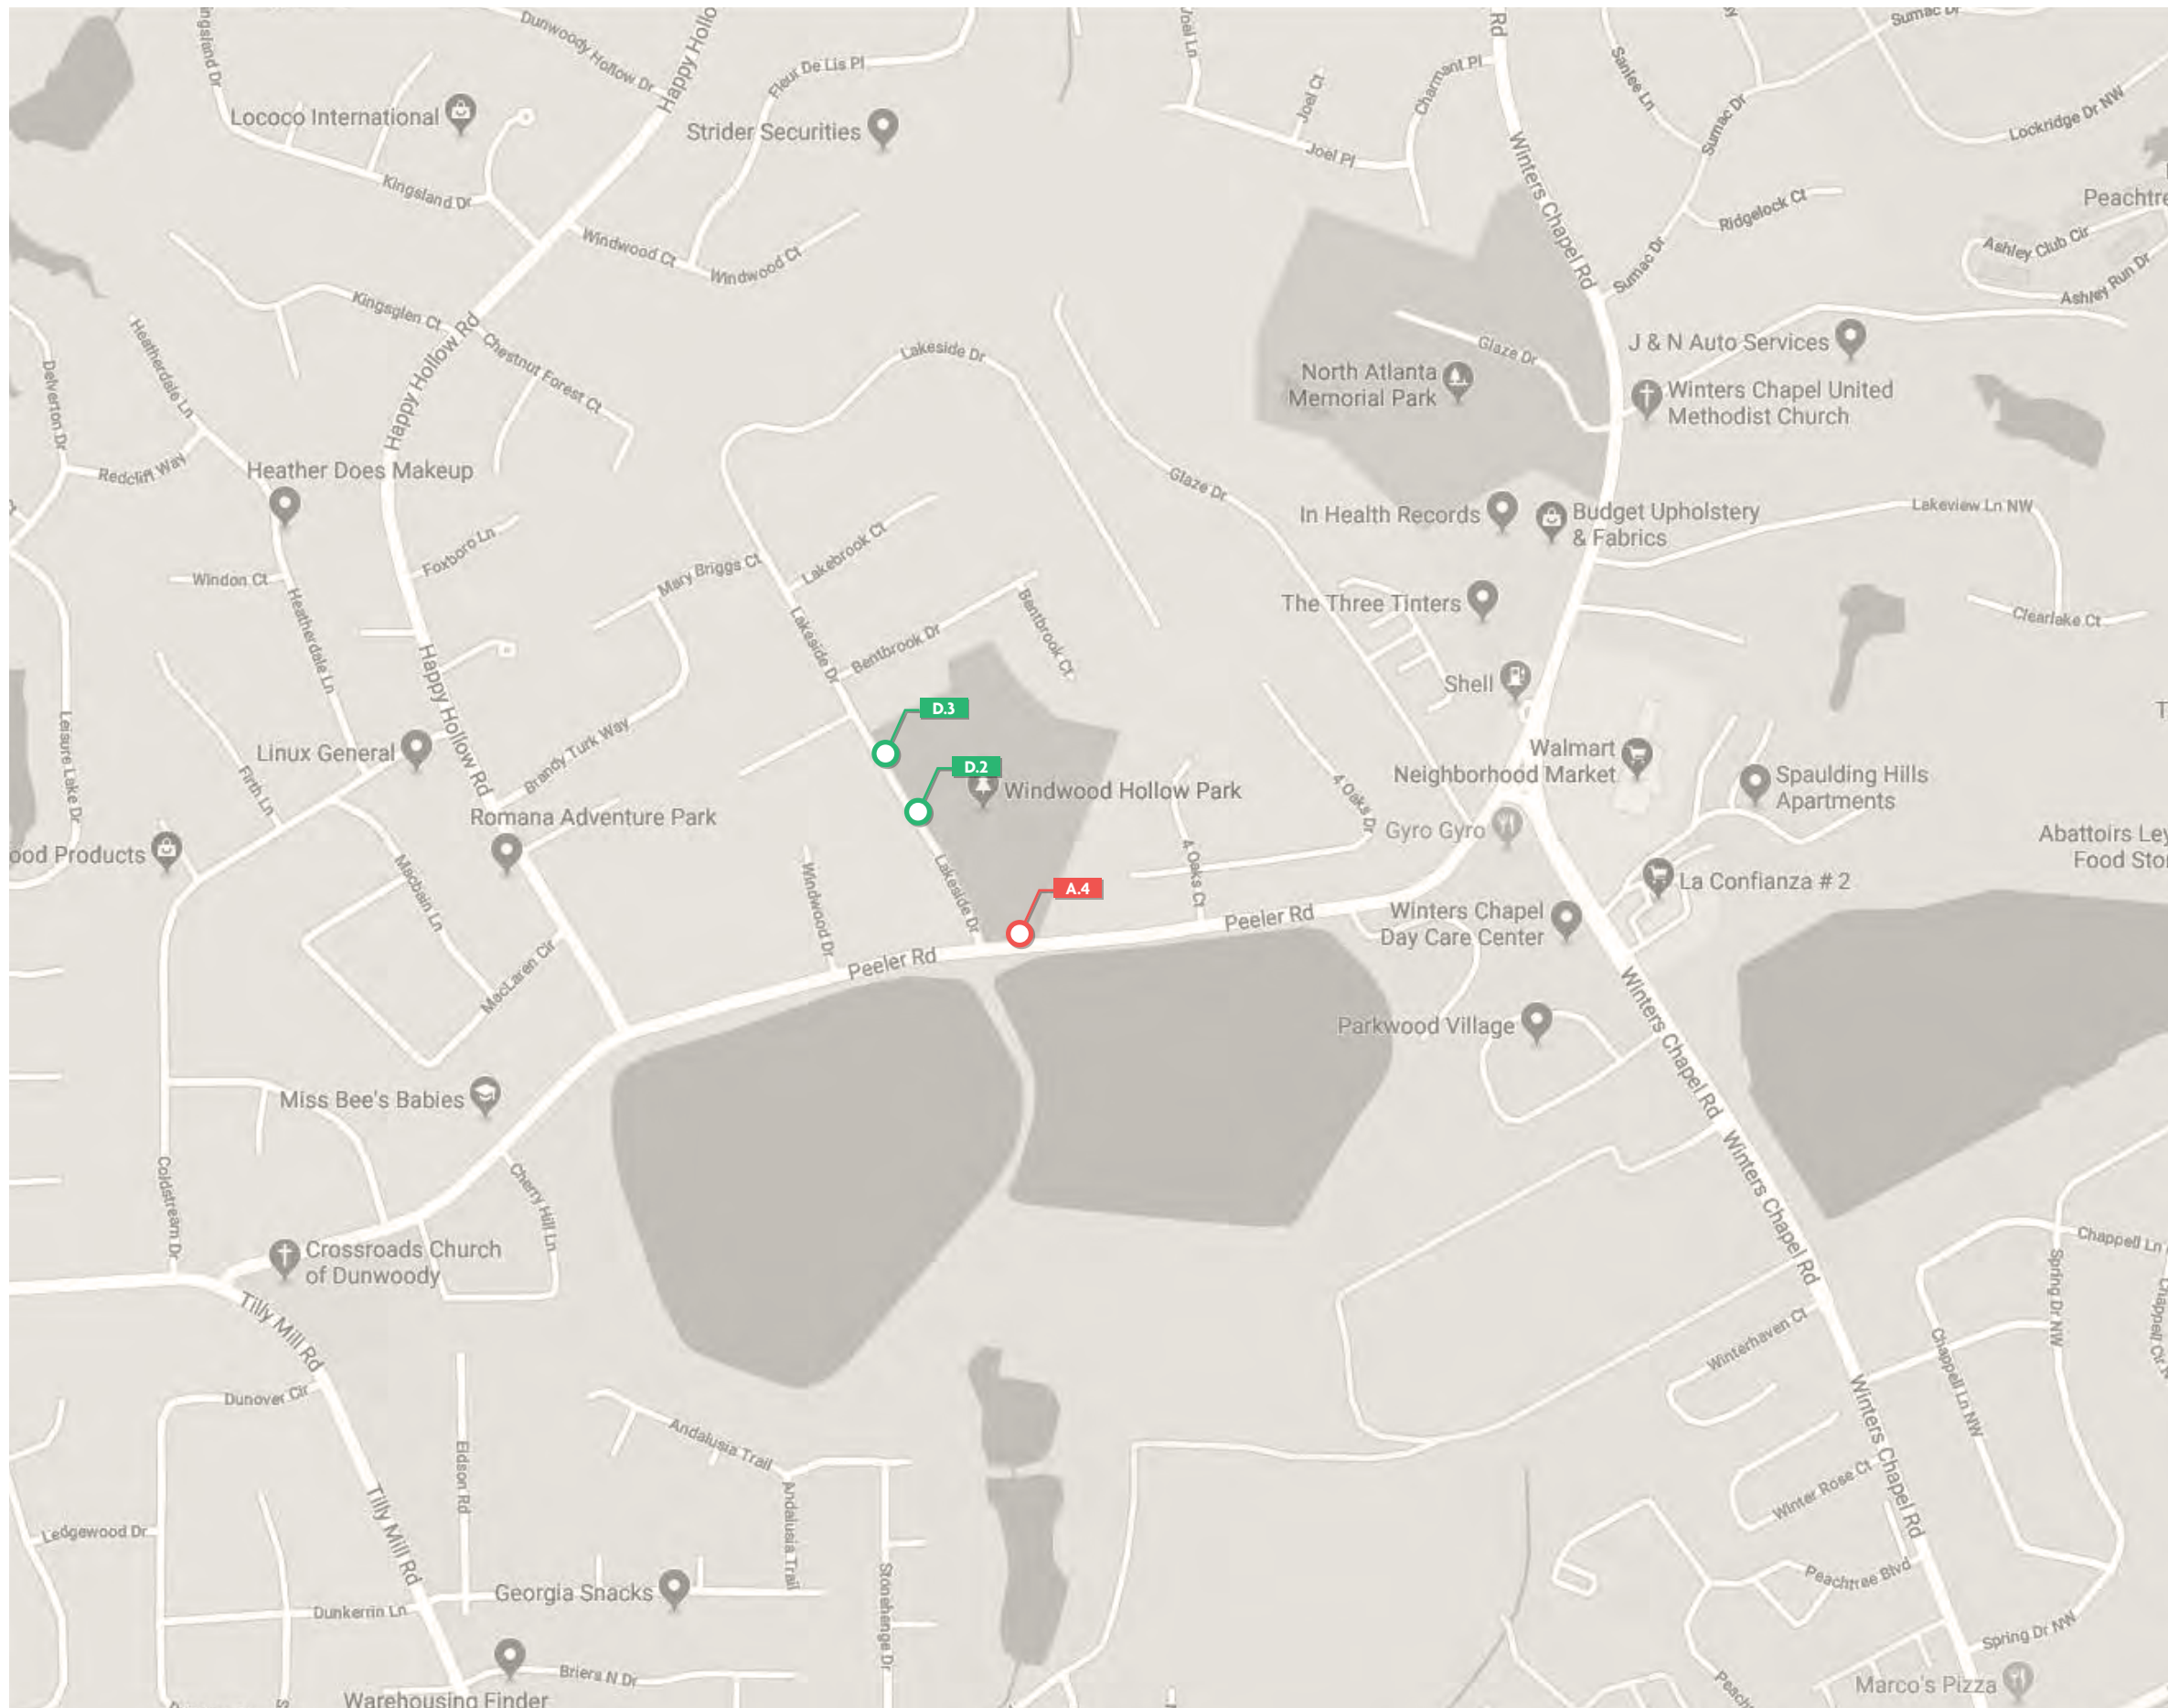 Dunwoody Hollow Dr
Happy Hollo
Rd
Sumac Dr
Fleur De Lis Pl
Joel Ct
Charmant Pl
Sanlee Ln
Sumac Dr
Lockridge Dr NW
Lococo International
Strider Securities
Joel Pl
Winters Chapel Rd
Kingsland Dr
Ridgelock Ct
Peachtre
Windwood Ct
Windwood Ct
Sumac Dr
Ashley Club Cir
Ashley Run Dr
Kingsglen Ct
Happy Hollow Rd
Chestnut Forest Ct
Heatherdale Ln
Delverton Dr
Lakeside Dr
Glaze Dr
J & N Auto Services
North Atlanta
Memorial Park
Winters Chapel United
Methodist Church
Redclift Way
Heather Does Makeup
Glaze Dr
In Health Records
Budget Upholstery
& Fabrics
Lakeview Ln NW
Foxboro Ln
Lakebrook Ct
Mary Briggs Ct
Windon Ct
Heatherdale Ln
The Three Tinters
Clearlake Ct
Lakeside Dr
Bentbrook Dr
Bentbrook Ct
Happy Hollow Rd
Shell
D.3
Leisure Lake Dr
Linux General
Brandy Turk Way
Firth Ln
D.2
Windwood Hollow Park
Walmart
Neighborhood Market
Spaulding Hills
Apartments
4 Oaks Dr
Romana Adventure Park
Gyro Gyro
ood Products
Abattoirs Ley
Food Stor
Macbain Ln
Windwood Dr
Lakeside Dr
A.4
4 Oaks Ct
La Confianza # 2
Peeler Rd
Winters Chapel
Day Care Center
Peeler Rd
MacLaren Cir
Parkwood Village
Winters Chapel Rd
Miss Bee's Babies
Coldstream Dr
Cherry Hill Ln
Winters Chapel Rd
Crossroads Church
of Dunwoody
Chappell Ln
Spring Dr NW
Tilly Mill Rd
Winterhaven Ct
Chappell Ln NW
Chappell Cir N
Dunover Cir
Andalusia Trail
Eidson Rd
Winters Chapel Rd
Andalusia Trail
Winter Rose Ct
Tilly Mill Rd
Ledgewood Dr
Peachtree Blvd
Georgia Snacks
Stonehenge Dr
Dunkerrin Ln
Spring Dr NW
Briera N Dr
Marco's Pizza
Warehousing Finder